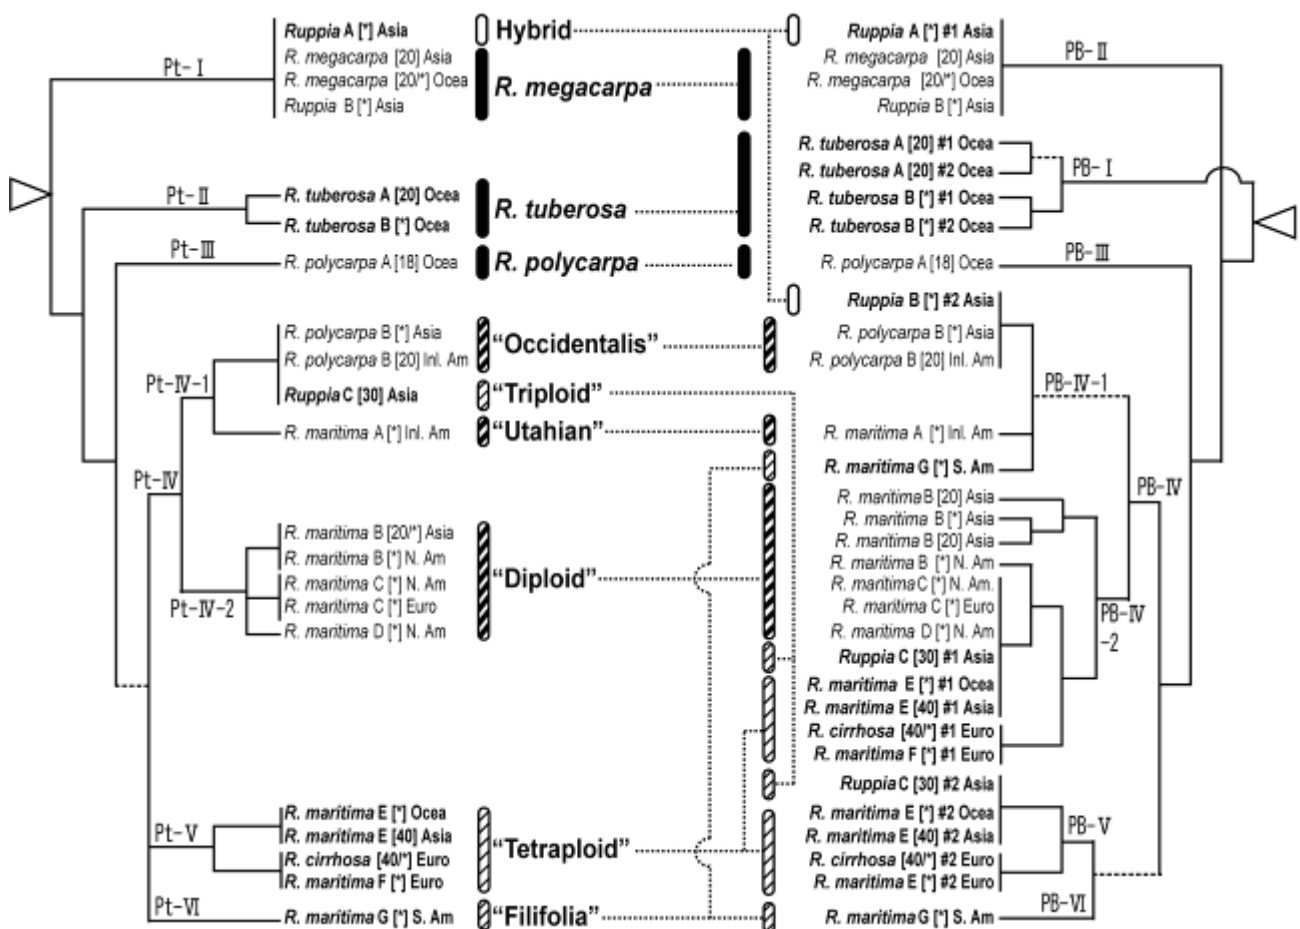 Ruppia A [*] Asia
R. megacarpa [20] Asia
R. megacarpa [20/*] Ocea
Ruppia B [*] Asia
Pt-Ⅰ
R. tuberosa A [20] Ocea
R. tuberosa B [*] Ocea
Pt-Ⅱ
Pt-Ⅲ
R. polycarpa A [18] Ocea
R. polycarpa B [*] Asia
R. polycarpa B [20] Inl. Am
Ruppia C [30] Asia
Pt-Ⅳ-1
R. maritima A [*] Inl. Am
Pt-Ⅳ
R. maritima B [20/*] Asia
R. maritima B [*] N. Am
R. maritima C [*] N. Am
R. maritima C [*] Euro
R. maritima D [*] N. Am
Pt-Ⅳ-2
R. maritima E [*] Ocea
R. maritima E [40] Asia
R. cirrhosa [40/*] Euro
R. maritima F [*] Euro
Pt-Ⅴ
Pt-Ⅵ
R. maritima G [*] S. Am
Hybrid
R. megacarpa
R. tuberosa
R. polycarpa
“Occidentalis”
“Triploid”
“Utahian”
“Diploid”
“Tetraploid”
“Filifolia”
Ruppia A [*] #1 Asia
R. megacarpa [20] Asia
R. megacarpa [20/*] Ocea
Ruppia B [*] Asia
PB-Ⅱ
R. tuberosa A [20] #1 Ocea
R. tuberosa A [20] #2 Ocea
R. tuberosa B [*] #1 Ocea
R. tuberosa B [*] #2 Ocea
PB-Ⅰ
R. polycarpa A [18] Ocea
PB-Ⅲ
Ruppia B [*] #2 Asia
R. polycarpa B [*] Asia
R. polycarpa B [20] Inl. Am
PB-Ⅳ-1
R. maritima A [*] Inl. Am
R. maritima G [*] S. Am
PB-Ⅳ
R. maritima B [20] Asia
R. maritima B [*] Asia
R. maritima B [20] Asia
R. maritima B [*] N. Am
R. maritima C [*] N. Am.
R. maritima C [*] Euro
R. maritima D [*] N. Am
PB-Ⅳ
-2
Ruppia C [30] #1 Asia
R. maritima E [*] #1 Ocea
R. maritima E [40] #1 Asia
R. cirrhosa [40/*] #1 Euro
R. maritima F [*] #1 Euro
Ruppia C [30] #2 Asia
R. maritima E [*] #2 Ocea
R. maritima E [40] #2 Asia
R. cirrhosa [40/*] #2 Euro
R. maritima E [*] #2 Euro
PB-Ⅴ
PB-Ⅵ
R. maritima G [*] S. Am